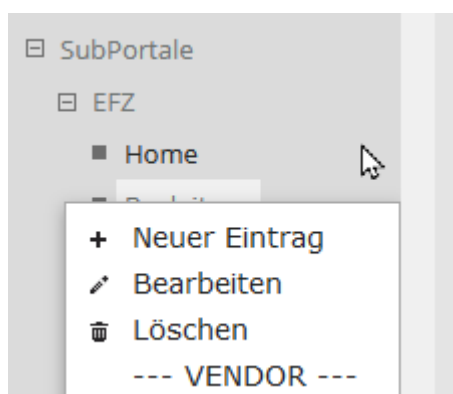 SubPortale
EFZ
Home
Neuer Eintrag
Bearbeiten
Löschen
--- VENDOR ---